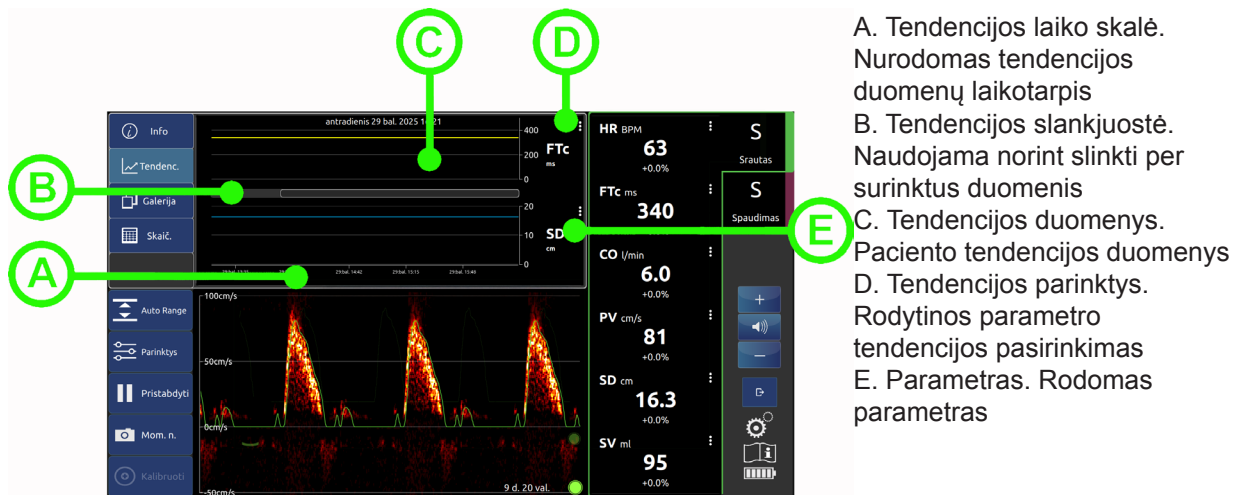 C
D
B
A
E
Info
Tendenc.
Galerija
Skaič.
Auto Range
Parinktys
Pristabdyti
Mom. n.
Kalibruoti
antradienis 29 bal. 2025
400
200
0
FTc
ms
20
10
0
SD
cm
29 bal. 14:42
29 bal. 15:15
29 bal. 15:48
100cm/s
50cm/s
0cm/s
-50cm/s
9 d. 20 val.
HR BPM
63
+0.0%
FTc ms
340
CO l/min
6.0
+0.0%
PV cm/s
81
+0.0%
SD cm
16.3
+0.0%
SV ml
95
+0.0%
S
Srautas
S
Spaudimas
+
−
A. Tendencijos laiko skalė.
Nurodomas tendencijos
duomenų laikotarpis
B. Tendencijos slankjuostė.
Naudojama norint slinkti per
surinktus duomenis
C. Tendencijos duomenys.
Paciento tendencijos duomenys
D. Tendencijos parinktys.
Rodytinos parametro
tendencijos pasirinkimas
E. Parametras. Rodomas
parametras